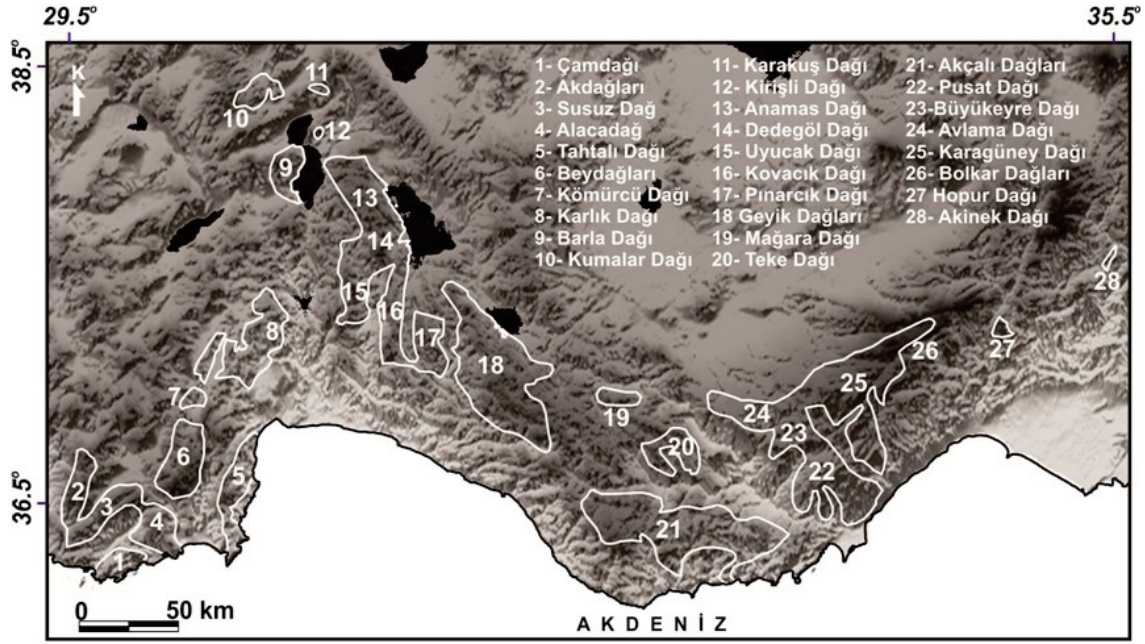 29.5°
35.5°
38.5°
K
1- Çamdağı
2- Akdağları
3- Susuz Dağ
4- Alacadağ
5- Tahtalı Dağı
6- Beydağları
7- Kömürcü Dağı
8- Karlık Dağı
9- Barla Dağı
10- Kumalar Dağı
11- Karakuş Dağı
12- Kirişli Dağı
13- Anamas Dağı
14- Dedegöl Dağı
15- Uyucak Dağı
16- Kovacık Dağı
17- Pınarcık Dağı
18 Geyik Dağları
19- Mağara Dağı
20- Teke Dağı
21- Akçalı Dağları
22- Pusat Dağı
23-Büyükeyre Dağı
24- Avlama Dağı
25- Karagüney Dağı
26- Bolkar Dağları
27 Hopur Dağı
28- Akinek Dağı
11
10
12
9
13
14
28
15
16
8
17
18
26
27
25
7
19
24
23
20
6
5
22
2
36.5°
3
4
21
1
0 50 km
AKDENİZ